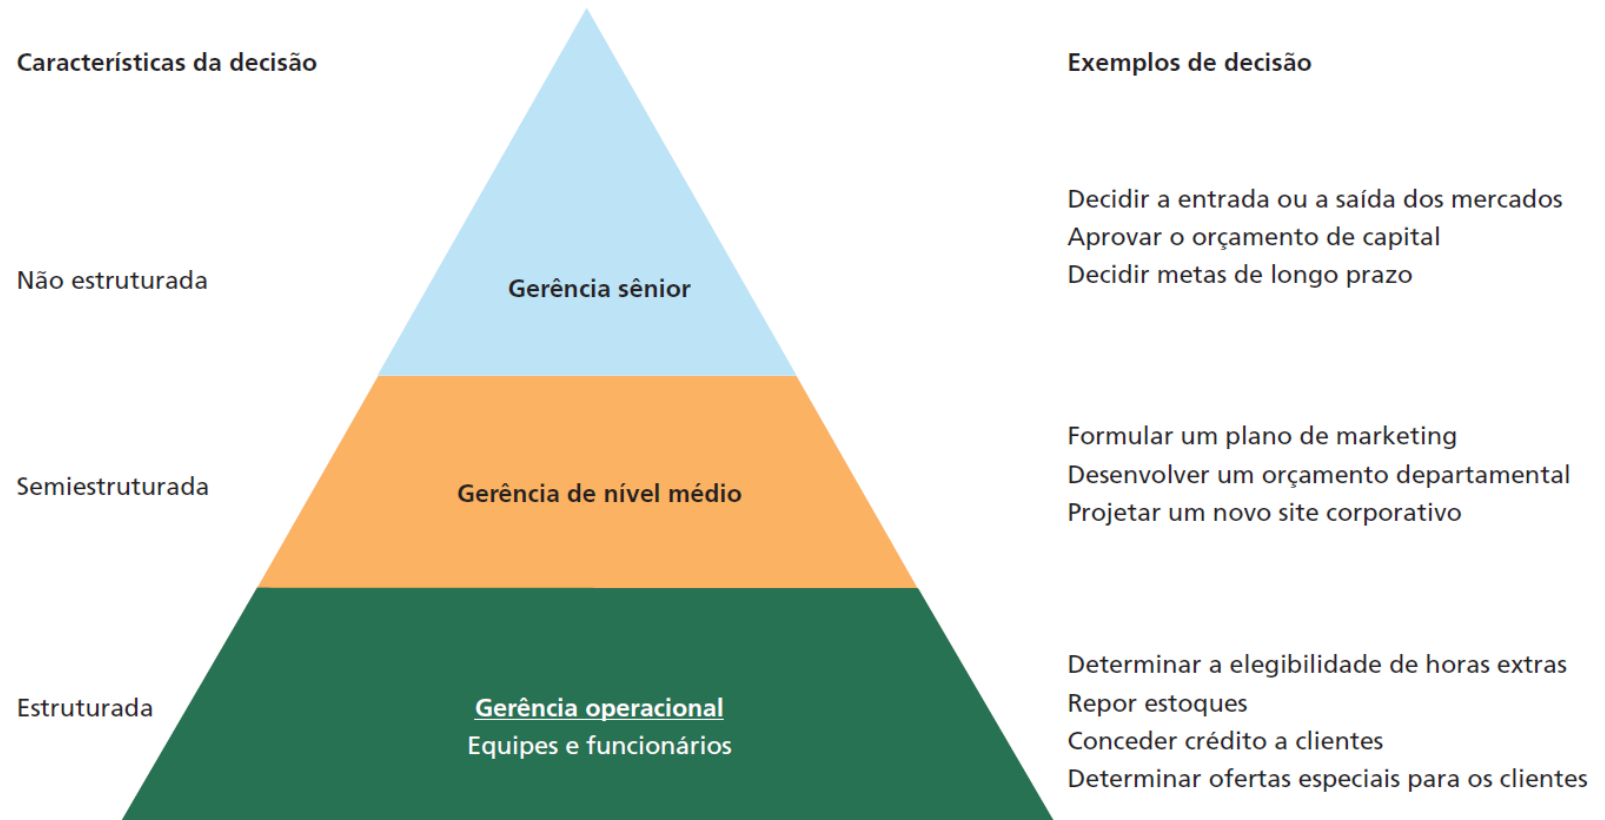 Características da decisão
Exemplos de decisão
Não estruturada
Gerência sênior
Decidir a entrada ou a saída dos mercados
Aprovar o orçamento de capital
Decidir metas de longo prazo
Semiestruturada
Gerência de nível médio
Formular um plano de marketing
Desenvolver um orçamento departamental
Projetar um novo site corporativo
Estruturada
Gerência operacional
Equipes e funcionários
Determinar a elegibilidade de horas extras
Repor estoques
Conceder crédito a clientes
Determinar ofertas especiais para os clientes